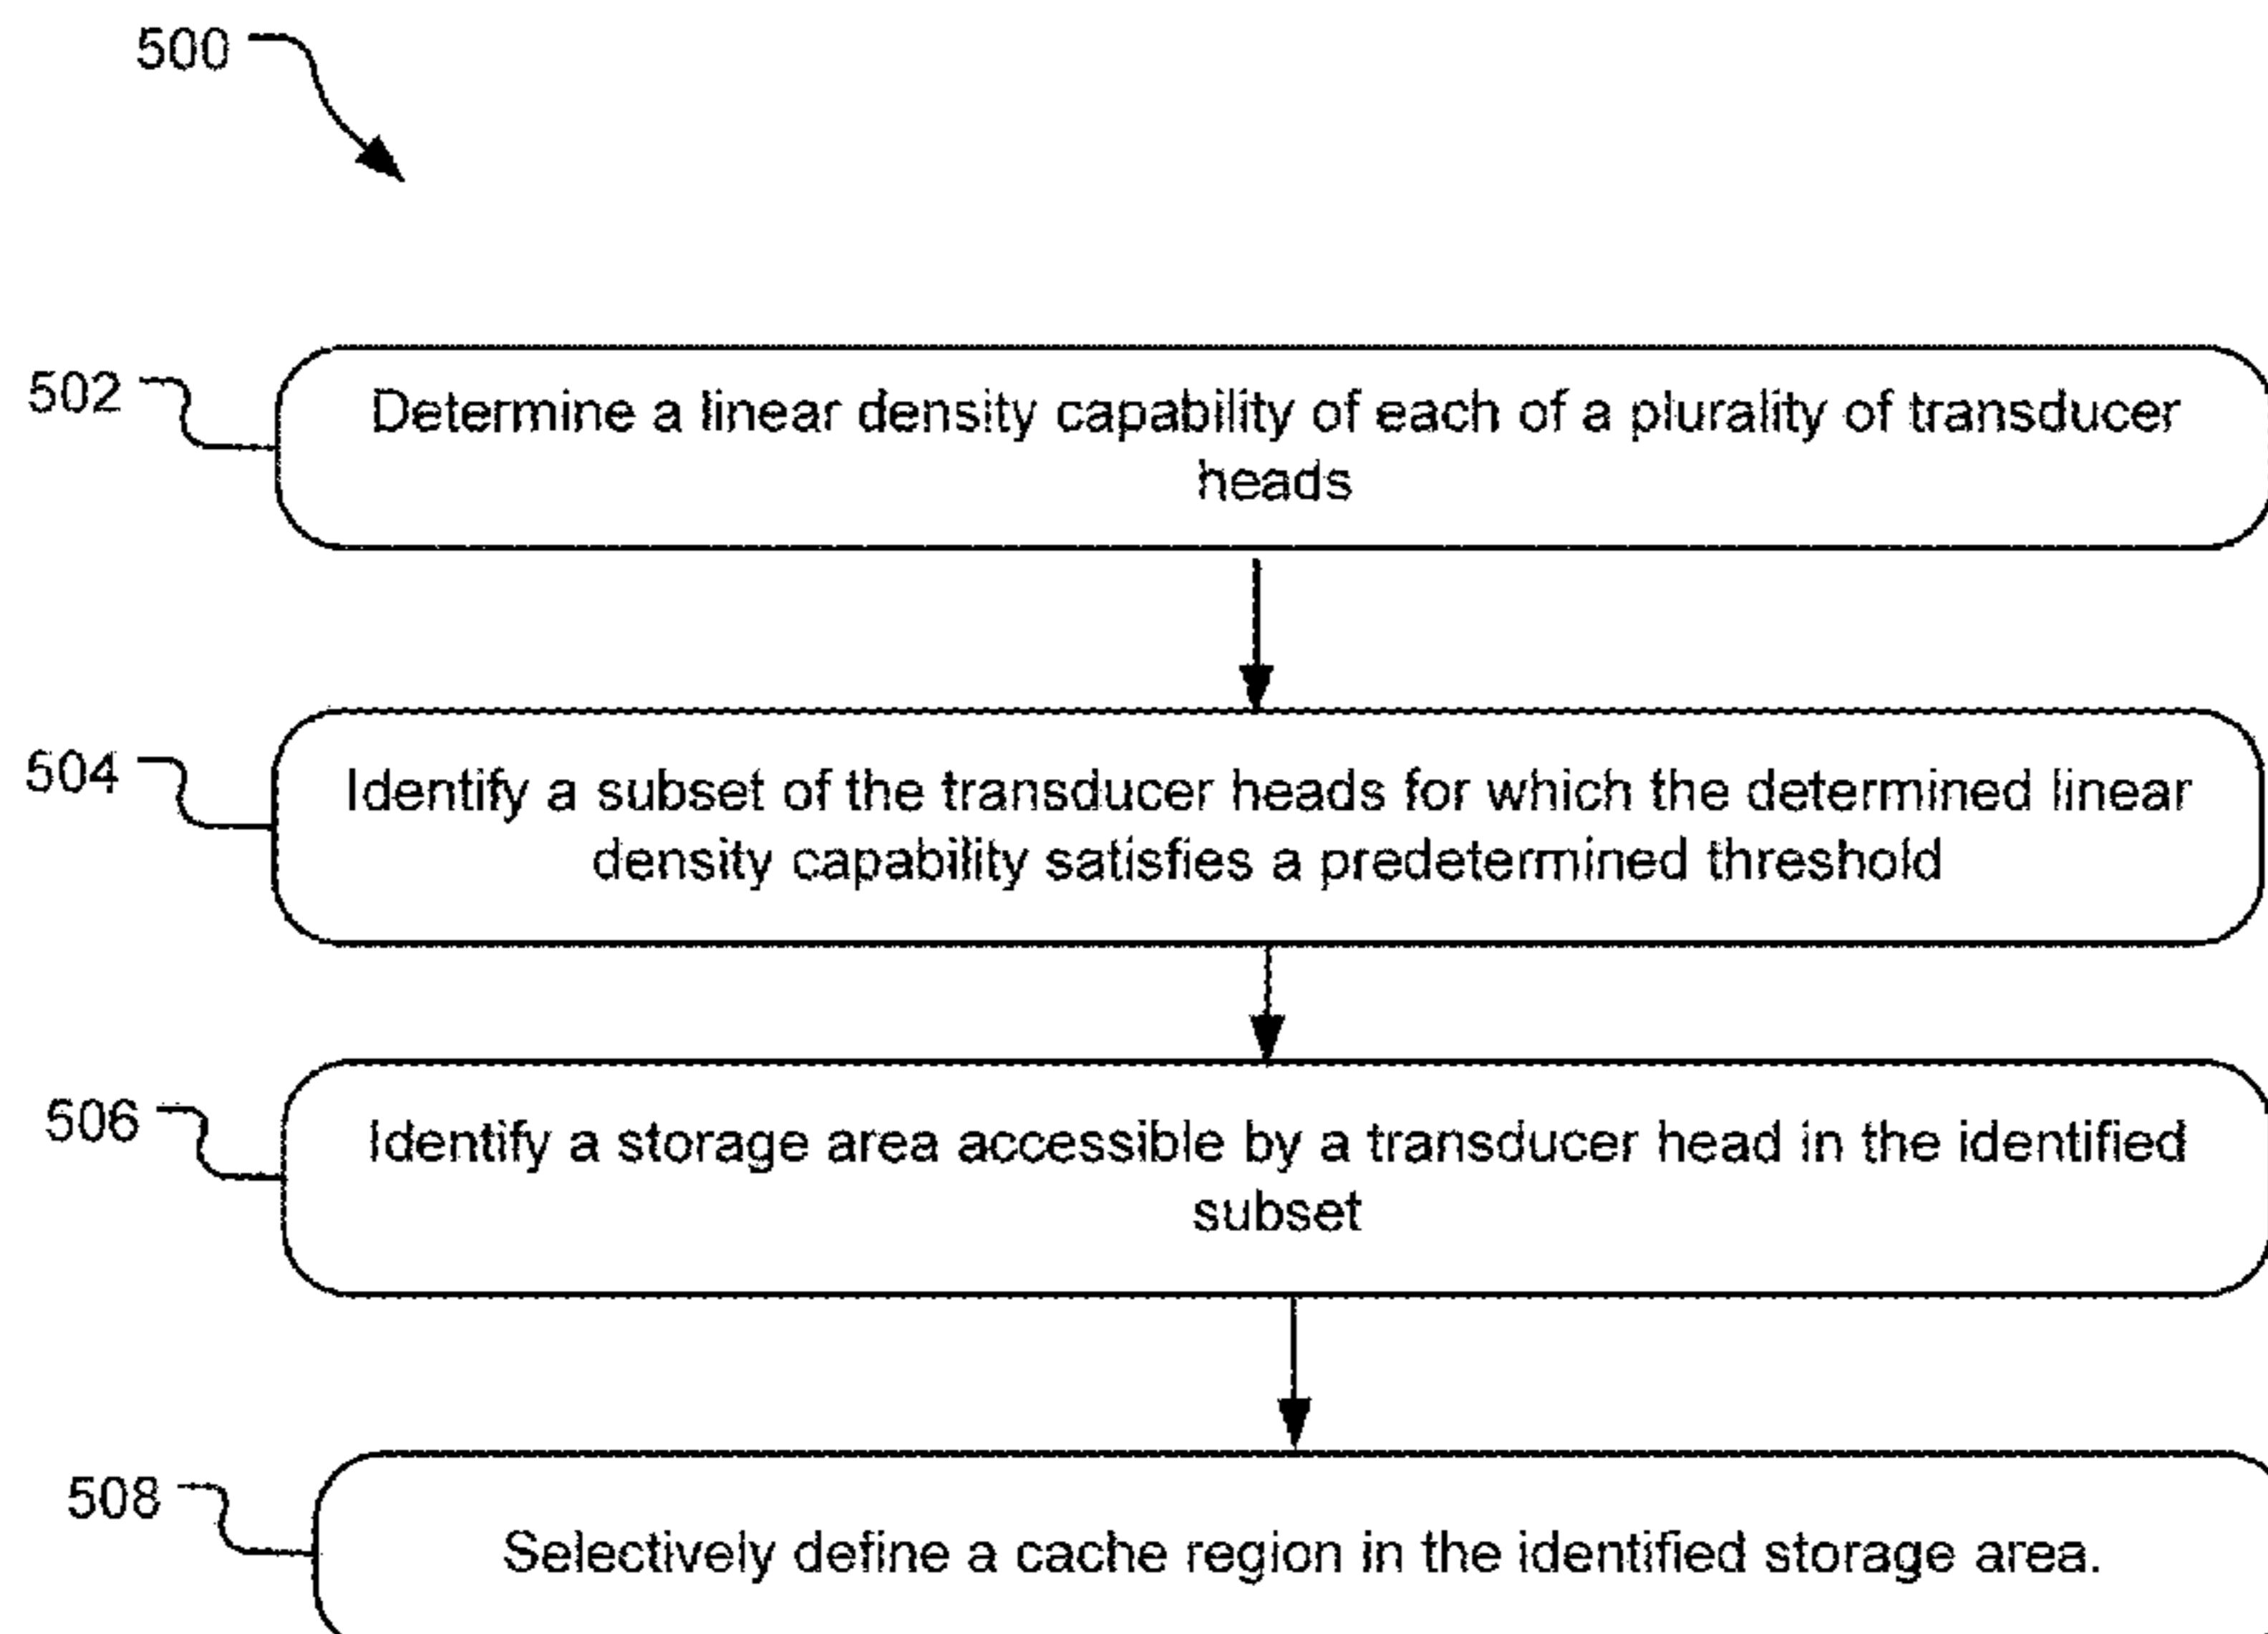 500
502
Determine a linear density capability of each of a plurality of transducer
heads
504
Identify a subset of the transducer heads for which the determined linear
density capability satisfies a predetermined threshold
506
Identify a storage area accessible by a transducer head in the identified
subset
508
Selectively define a cache region in the identified storage area.